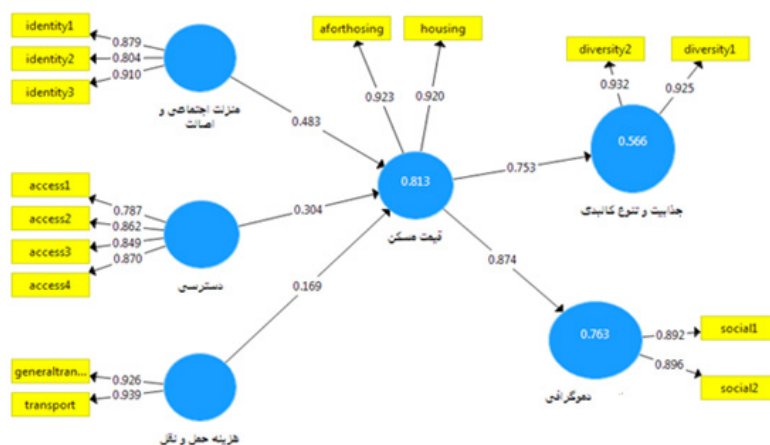 identity1
0.879
identity2
0.804
identity3
0.910
منزلت اجتماعی و
اصالت
0.483
aforthosing
housing
0.923
0.920
diversity2
diversity1
0.932
0.925
0.566
جذابیت و تنوع کالبدی
0.813
قیمت مسکن
0.753
access1
0.787
access2
0.862
access3
0.849
access4
0.870
دسترسی
0.304
0.169
0.874
0.763
دموگرافی
social1
0.892
0.896
social2
generaltran...
0.926
transport
0.939
هزینه حمل و نقل